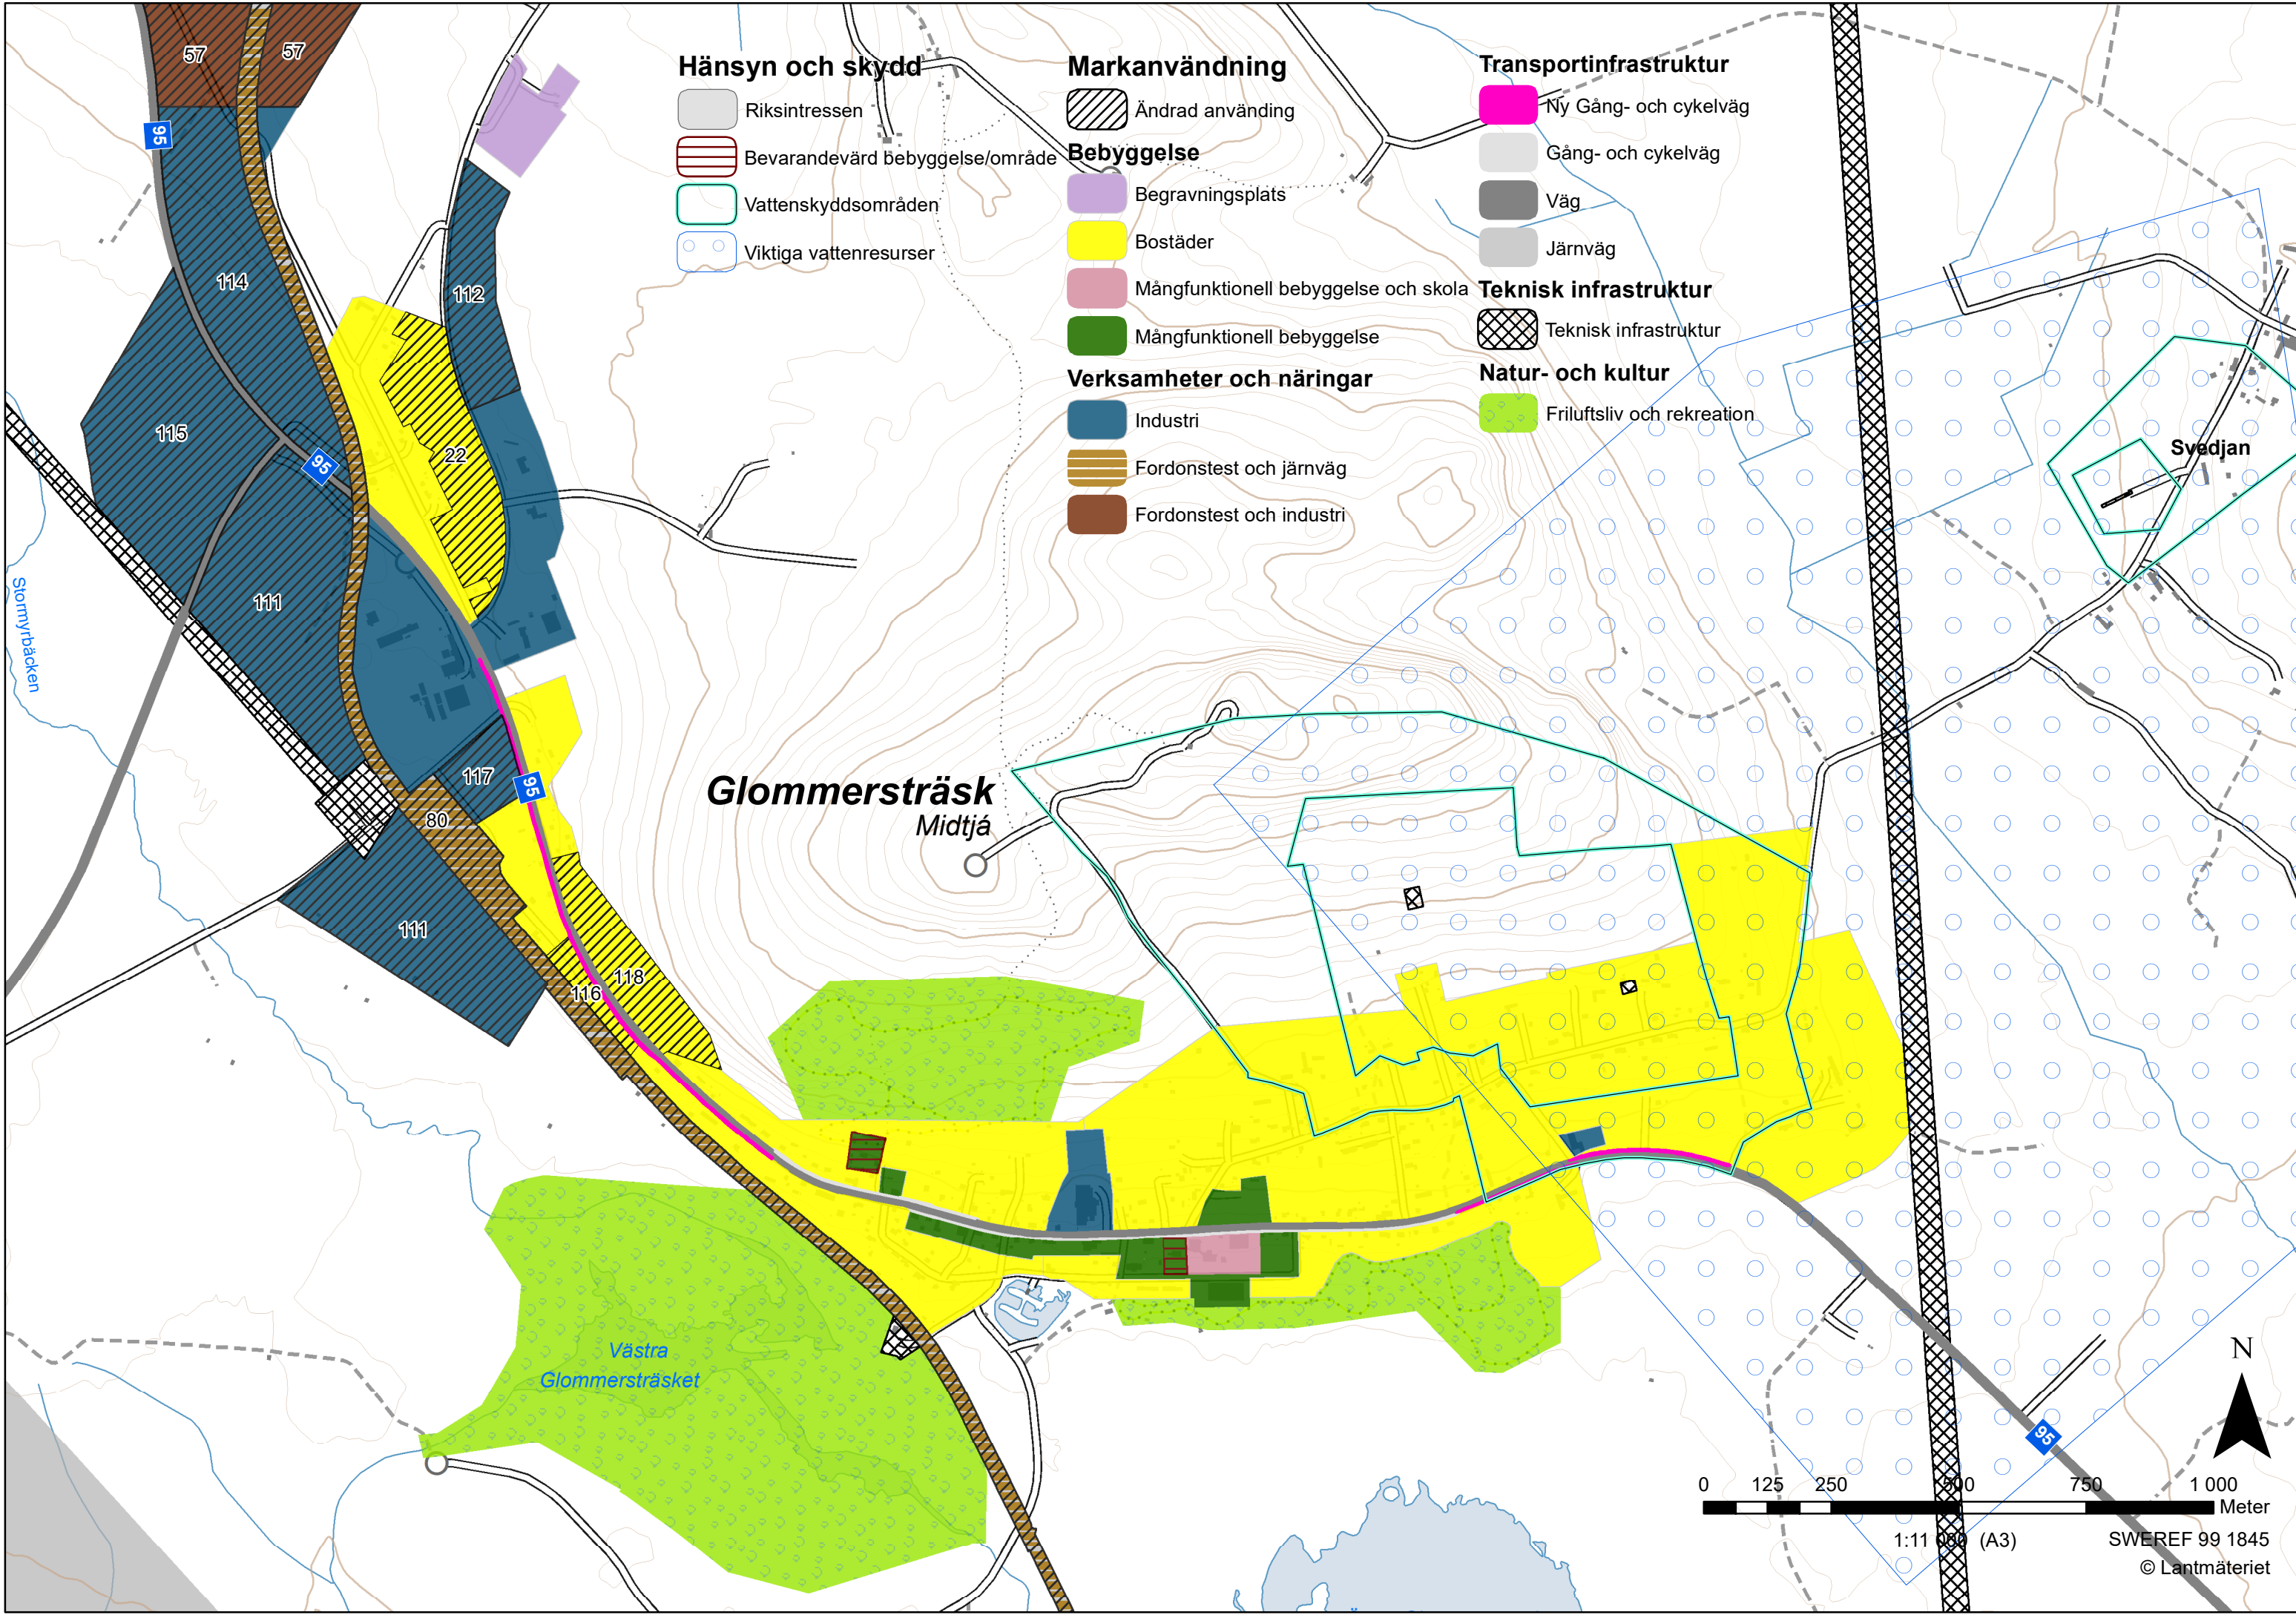 Hänsyn och skydd
Riksintressen
Bevarandevärd bebyggelse/område
Vattenskyddsområden
Viktiga vattenresurser
Markanvändning
Ändrad använding
Bebyggelse
Begravningsplats
Bostäder
Mångfunktionell bebyggelse och skola
Mångfunktionell bebyggelse
Verksamheter och näringar
Industri
Fordonstest och järnväg
Fordonstest och industri
Transportinfrastruktur
Ny Gång- och cykelväg
Gång- och cykelväg
Väg
Järnväg
Teknisk infrastruktur
Teknisk infrastruktur
Natur- och kultur
Friluftsliv och rekreation
57
57
95
114
112
115
22
95
111
Stormyrbäcken
Svedjan
117
95
80
Glommersträsk
Midtjá
111
118
116
Västra
Glommersträsket
95
N
0 125 250 500 750 1 000
Meter
1:11 000 (A3)
SWEREF 99 1845
© Lantmäteriet